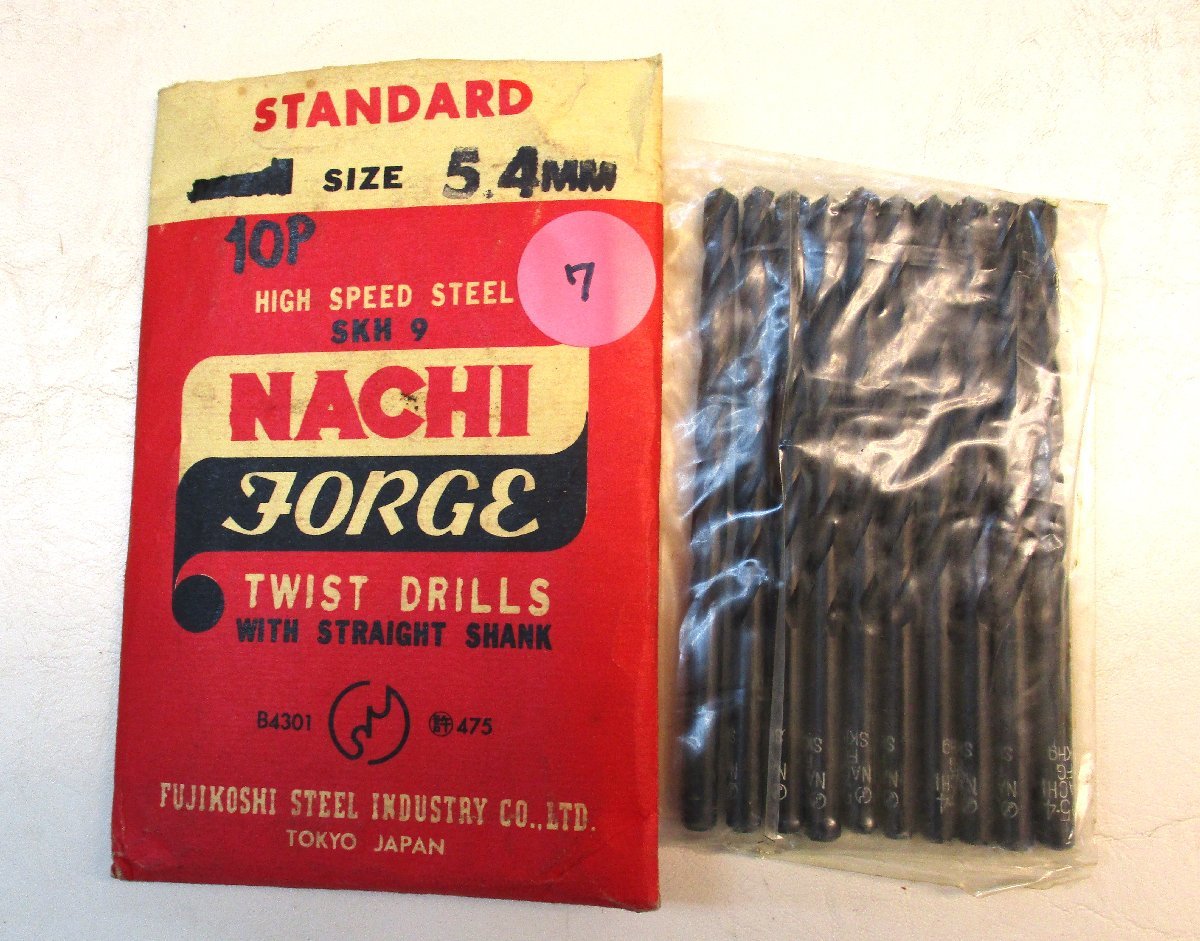 STANDARD
SIZE 5.4MM
10P
7
HIGH SPEED STEEL
SKH 9
NACHI
FORGE
TWIST DRILLS
WITH STRAIGHT SHANK
B4301 許 475
FUJIKOSHI STEEL INDUSTRY CO.,LTD.
TOKYO JAPAN